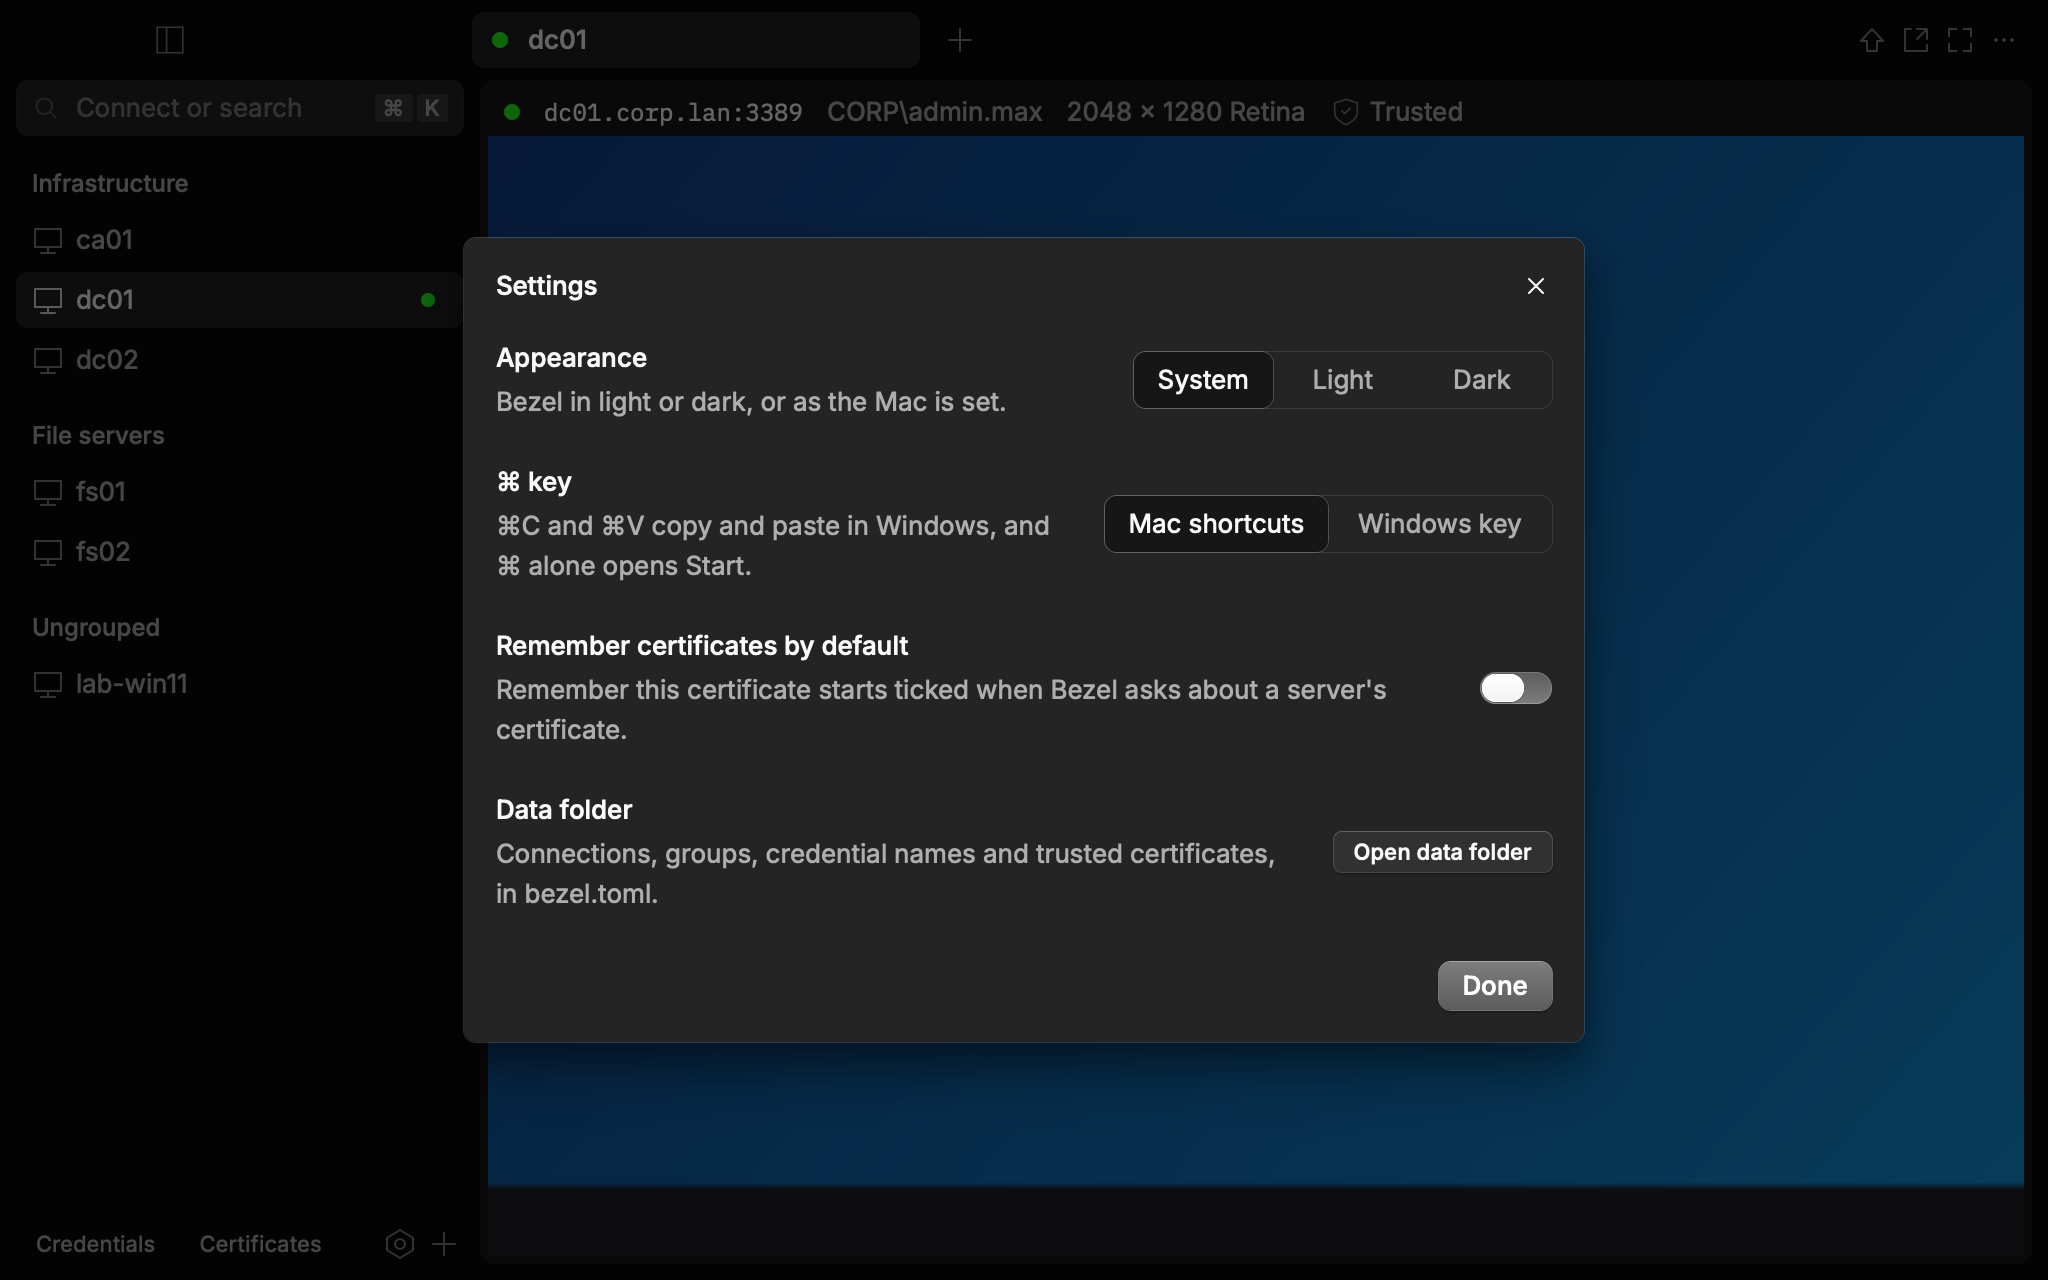 dc01
Connect or search ⌘ K
dc01.corp.lan:3389 CORP\admin.max 2048 × 1280 Retina Trusted
Infrastructure
ca01
dc01
dc02
File servers
fs01
fs02
Ungrouped
lab-win11
Credentials Certificates
Settings
Appearance
Bezel in light or dark, or as the Mac is set.
System Light Dark
⌘ key
⌘C and ⌘V copy and paste in Windows, and
⌘ alone opens Start.
Mac shortcuts Windows key
Remember certificates by default
Remember this certificate starts ticked when Bezel asks about a server's
certificate.
Data folder
Connections, groups, credential names and trusted certificates,
in bezel.toml.
Open data folder
Done